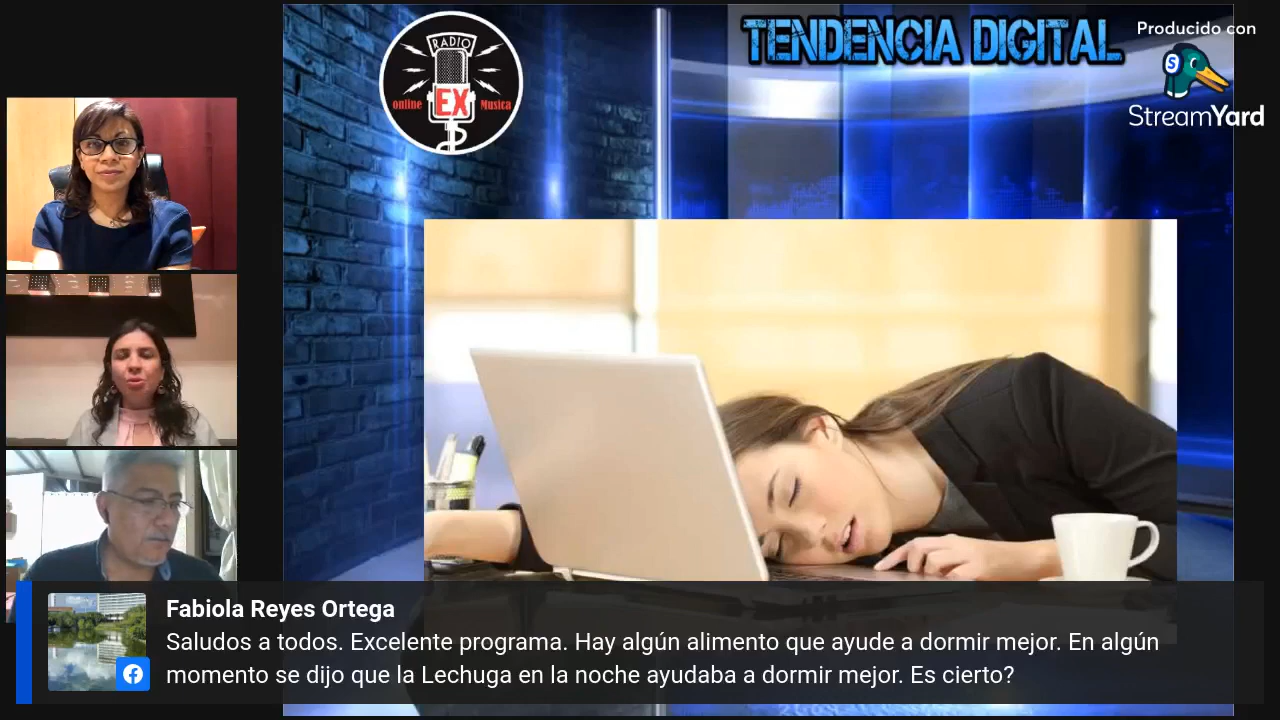 RADIO
online EX Musica
TENDENCIA DIGITAL
Producido con
S
StreamYard
Fabiola Reyes Ortega
Saludos a todos. Excelente programa. Hay algún alimento que ayude a dormir mejor. En algún
momento se dijo que la Lechuga en la noche ayudaba a dormir mejor. Es cierto?